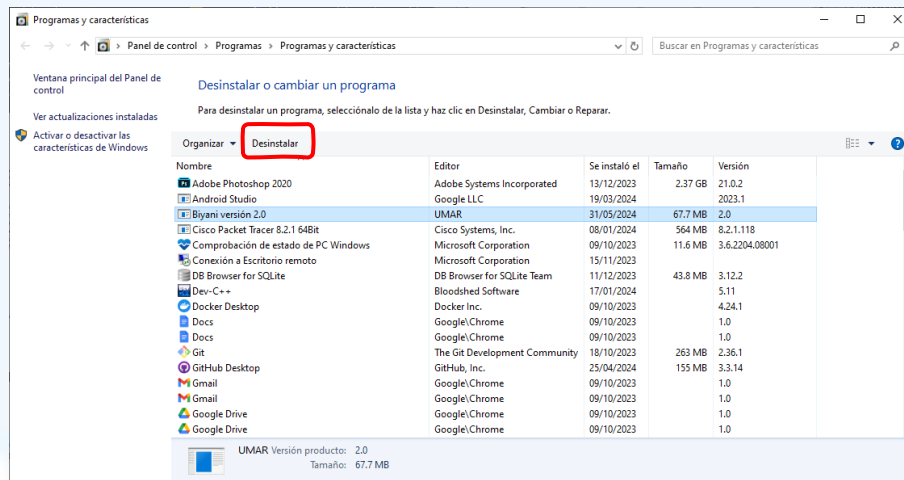 Programas y características
Panel de control > Programas > Programas y características
Buscar en Programas y características
Ventana principal del Panel de
control
Ver actualizaciones instaladas
Activar o desactivar las
características de Windows
Desinstalar o cambiar un programa
Para desinstalar un programa, selecciónalo de la lista y haz clic en Desinstalar, Cambiar o Reparar.
Organizar Desinstalar
Nombre Editor Se instaló el Tamaño Versión
Adobe Photoshop 2020 Adobe Systems Incorporated 13/12/2023 2.37 GB 21.0.2
Android Studio Google LLC 19/03/2024 2023.1
Biyani versión 2.0 UMAR 31/05/2024 67.7 MB 2.0
Cisco Packet Tracer 8.2.1 64Bit Cisco Systems, Inc. 08/01/2024 564 MB 8.2.1.118
Comprobación de estado de PC Windows Microsoft Corporation 09/10/2023 11.6 MB 3.6.2204.08001
Conexión a Escritorio remoto Microsoft Corporation 15/11/2023
DB Browser for SQLite DB Browser for SQLite Team 11/12/2023 43.8 MB 3.12.2
Dev-C++ Bloodshed Software 17/01/2024 5.11
Docker Desktop Docker Inc. 09/10/2023 4.24.1
Docs Google\Chrome 09/10/2023 1.0
Docs Google\Chrome 09/10/2023 1.0
Git The Git Development Community 18/10/2023 263 MB 2.36.1
GitHub Desktop GitHub, Inc. 25/04/2024 155 MB 3.3.14
Gmail Google\Chrome 09/10/2023 1.0
Gmail Google\Chrome 09/10/2023 1.0
Google Drive Google\Chrome 09/10/2023 1.0
Google Drive Google\Chrome 09/10/2023 1.0
UMAR Versión producto: 2.0
Tamaño: 67.7 MB